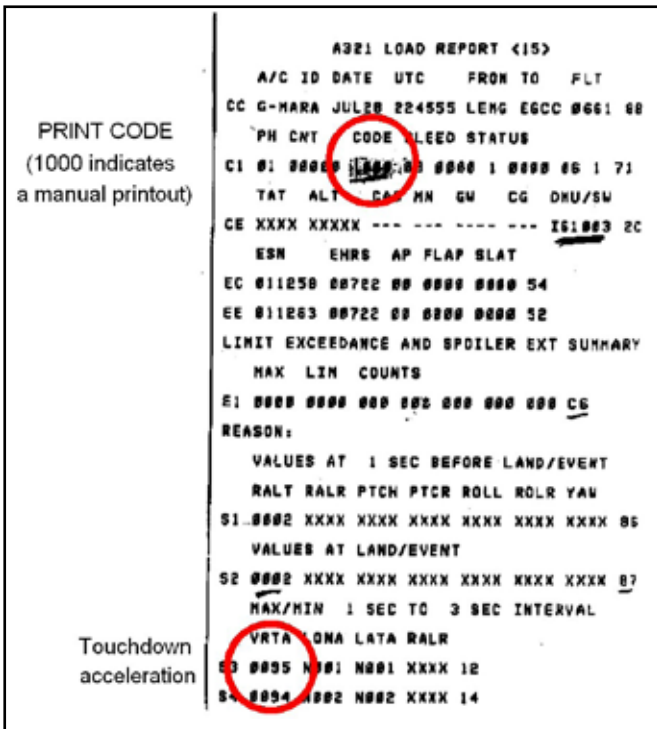 A321 LOAD REPORT <15>
A/C ID DATE UTC FROM TO FLT
CC G-MARA JUL28 224555 LEMG EGCC 0661 88
PRINT CODE
(1000 indicates
a manual printout)
PH CNT CODE BLEED STATUS
C1 01 00000 1000 00 0000 1 0000 06 1 71
TAT ALT CAS MN GW CG DMU/SW
CE XXXX XXXXX --- --- ---- --- I61003 2C
ESN EHRS AP FLAP SLAT
EC 011258 00722 00 0000 0000 54
EE 011263 00722 00 0000 0000 52
LIMIT EXCEEDANCE AND SPOILER EXT SUMMARY
MAX LIM COUNTS
E1 0000 0000 000 002 000 000 000 C6
REASON:
VALUES AT 1 SEC BEFORE LAND/EVENT
RALT RALR PTCH PTCR ROLL ROLR YAW
S1 0002 XXXX XXXX XXXX XXXX XXXX XXXX 86
VALUES AT LAND/EVENT
S2 0002 XXXX XXXX XXXX XXXX XXXX XXXX 87
MAX/MIN 1 SEC TO 3 SEC INTERVAL
Touchdown
acceleration
VRTA LONA LATA RALR
S3 0095 N001 N001 XXXX 12
S4 0094 N002 N002 XXXX 14